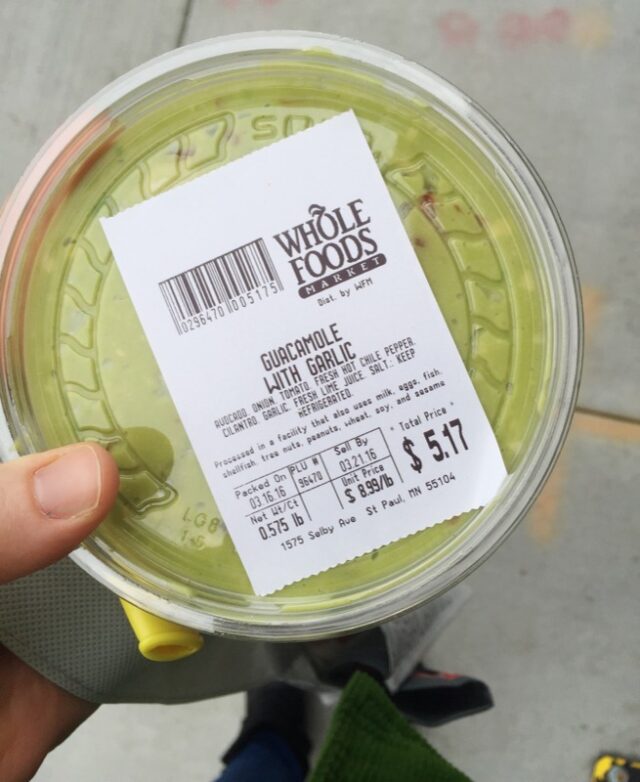 WHOLE
FOODS
MARKET
Dist. by WFM
0296470 005175
GUACAMOLE
WITH GARLIC
AVOCADO ONION, TOMATO, FRESH HOT CHILE PEPPER,
CILANTRO, GARLIC, FRESH LIME JUICE, SALT. KEEP
REFRIGERATED.
Processed in a facility that also uses milk, eggs, fish,
shellfish, tree nuts, peanuts, wheat, soy, and sesame
Packed On PLU # Sell By Total Price
03.16.16 96470 03.21.16 $ 5.17
Net Wt/Ct Unit Price
0.575 lb $ 8.99/lb
1575 Selby Ave St Paul, MN 55104